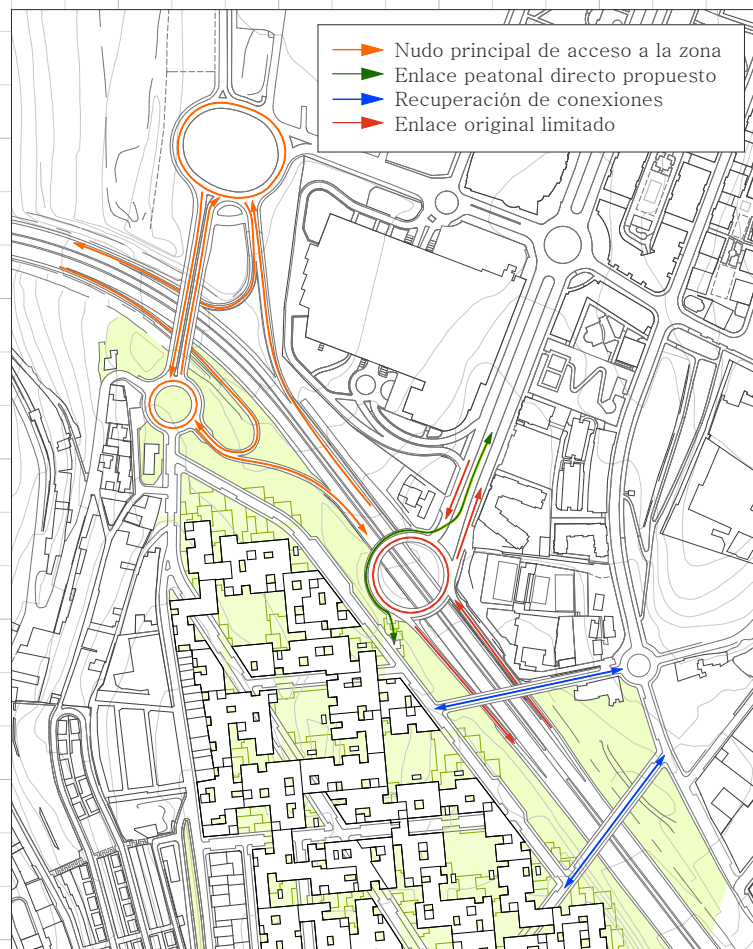 Nudo principal de acceso a la zona
Enlace peatonal directo propuesto
Recuperación de conexiones
Enlace original limitado